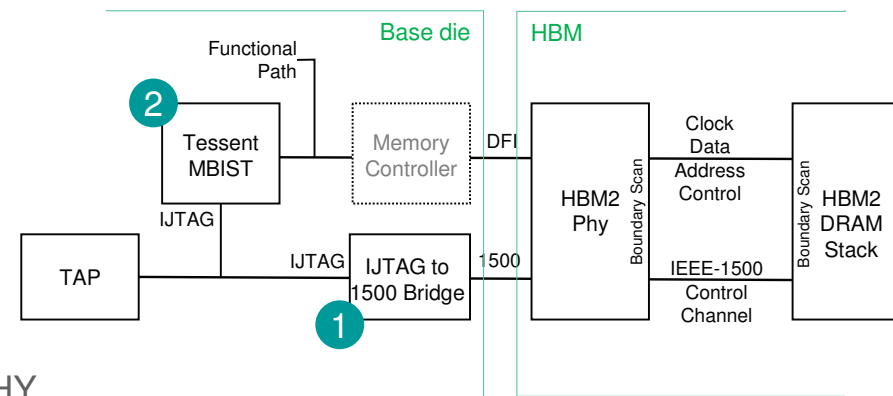 Base die
HBM
Functional
Path
2
Tessent
MBIST
Memory
Controller
DFI
HBM2
Phy
Boundary Scan
Clock
Data
Address
Control
Boundary Scan
HBM2
DRAM
Stack
IJTAG
TAP
IJTAG
IJTAG to
1500 Bridge
1500
IEEE-1500
Control
Channel
1
HY